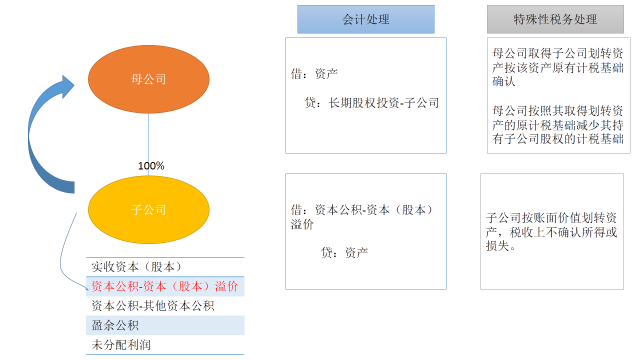 会计处理
特殊性税务处理
母公司
借：资产
贷：长期股权投资-子公司
母公司取得子公司划转资
产按该资产原有计税基础
确认
母公司按照其取得划转资
产的原计税基础减少其持
有子公司股权的计税基础
100%
子公司
借：资本公积-资本（股本）
溢价
贷：资产
子公司按账面价值划转资
产，税收上不确认所得或
损失。
实收资本（股本）
资本公积-资本（股本）溢价
资本公积-其他资本公积
盈余公积
未分配利润